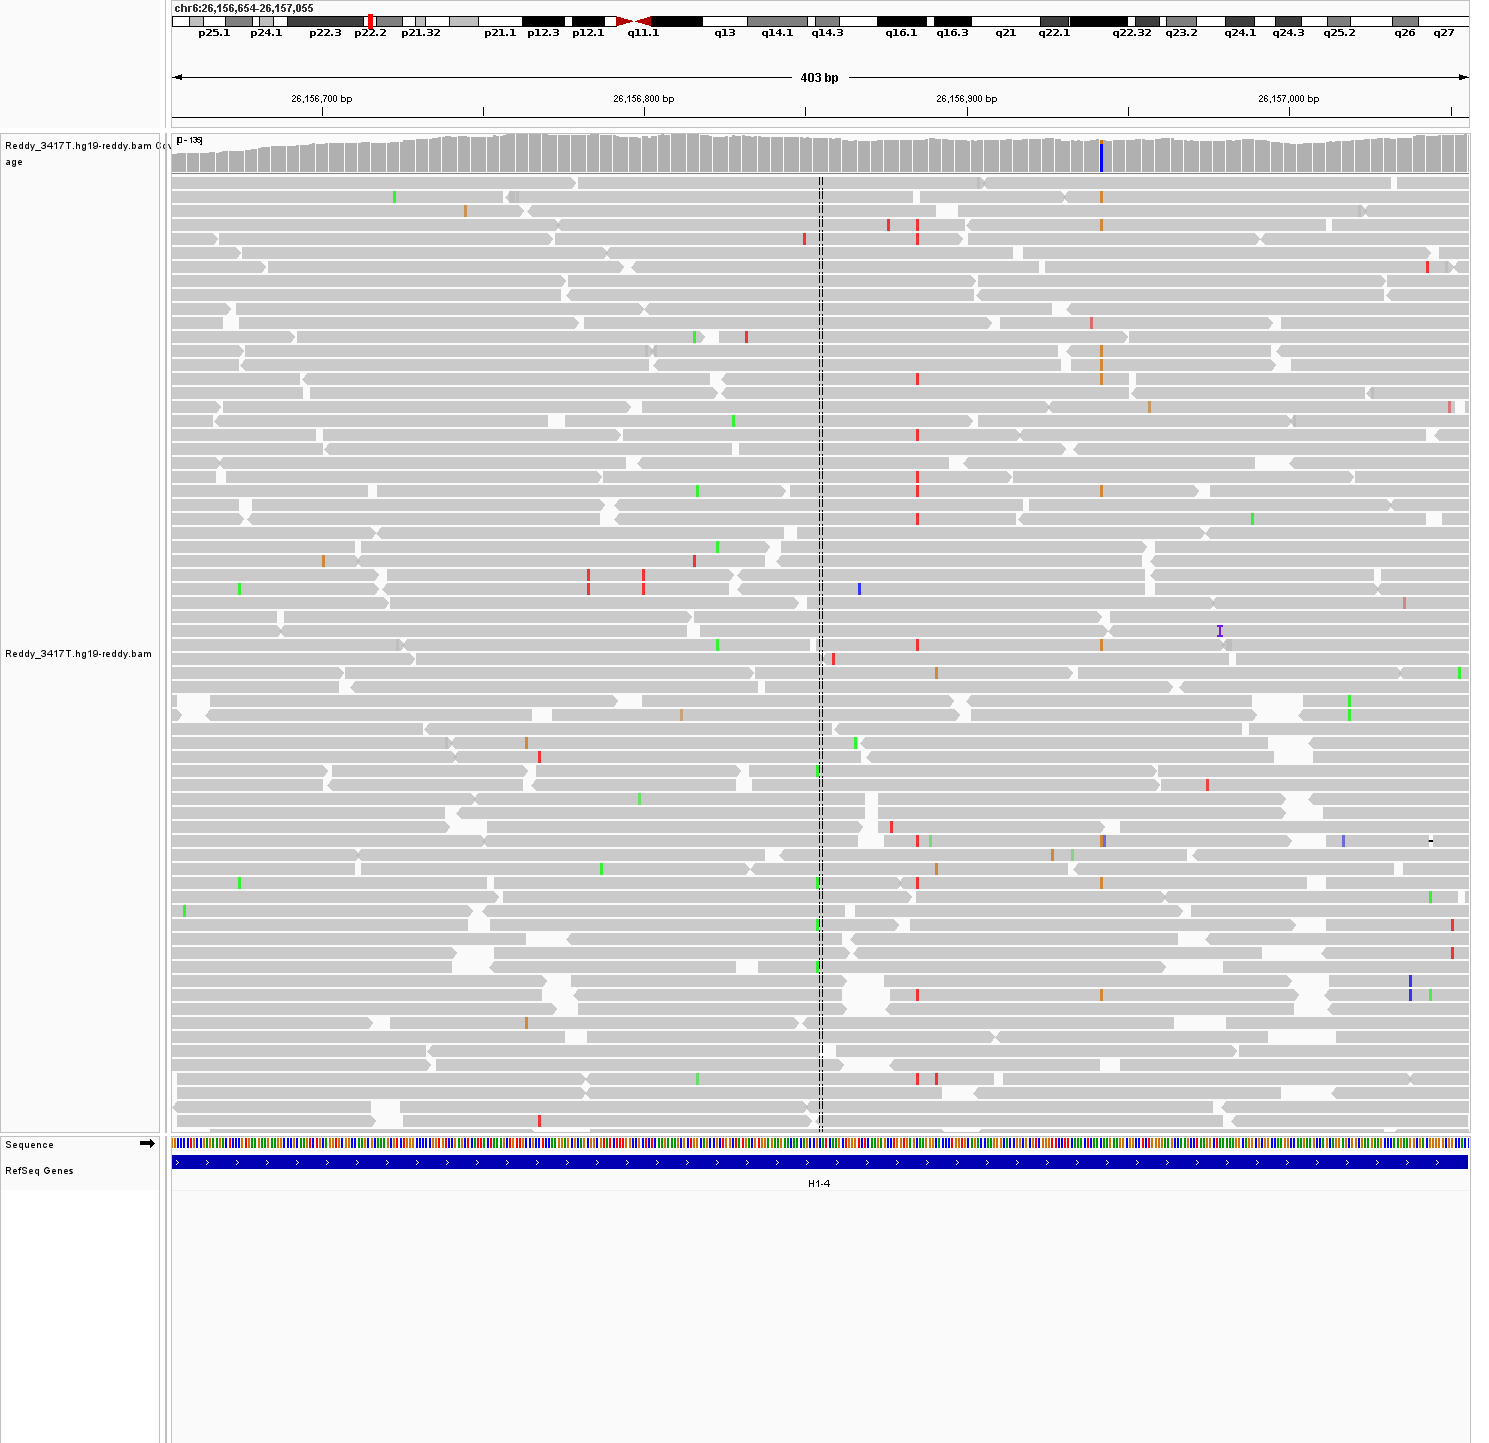 chr6:26,156,654-26,157,055
p25.1 p24.1 p22.3 p22.2 p21.32 p21.1 p12.3 p12.1 q11.1 q13 q14.1 q14.3 q16.1 q16.3 q21 q22.1 q22.32 q23.2 q24.1 q24.3 q25.2 q26 q27
403 bp
26,156,700 bp 26,156,800 bp 26,156,900 bp 26,157,000 bp
Reddy_3417T.hg19-reddy.bam Cov
age
Reddy_3417T.hg19-reddy.bam
Sequence
RefSeq Genes
H1-4